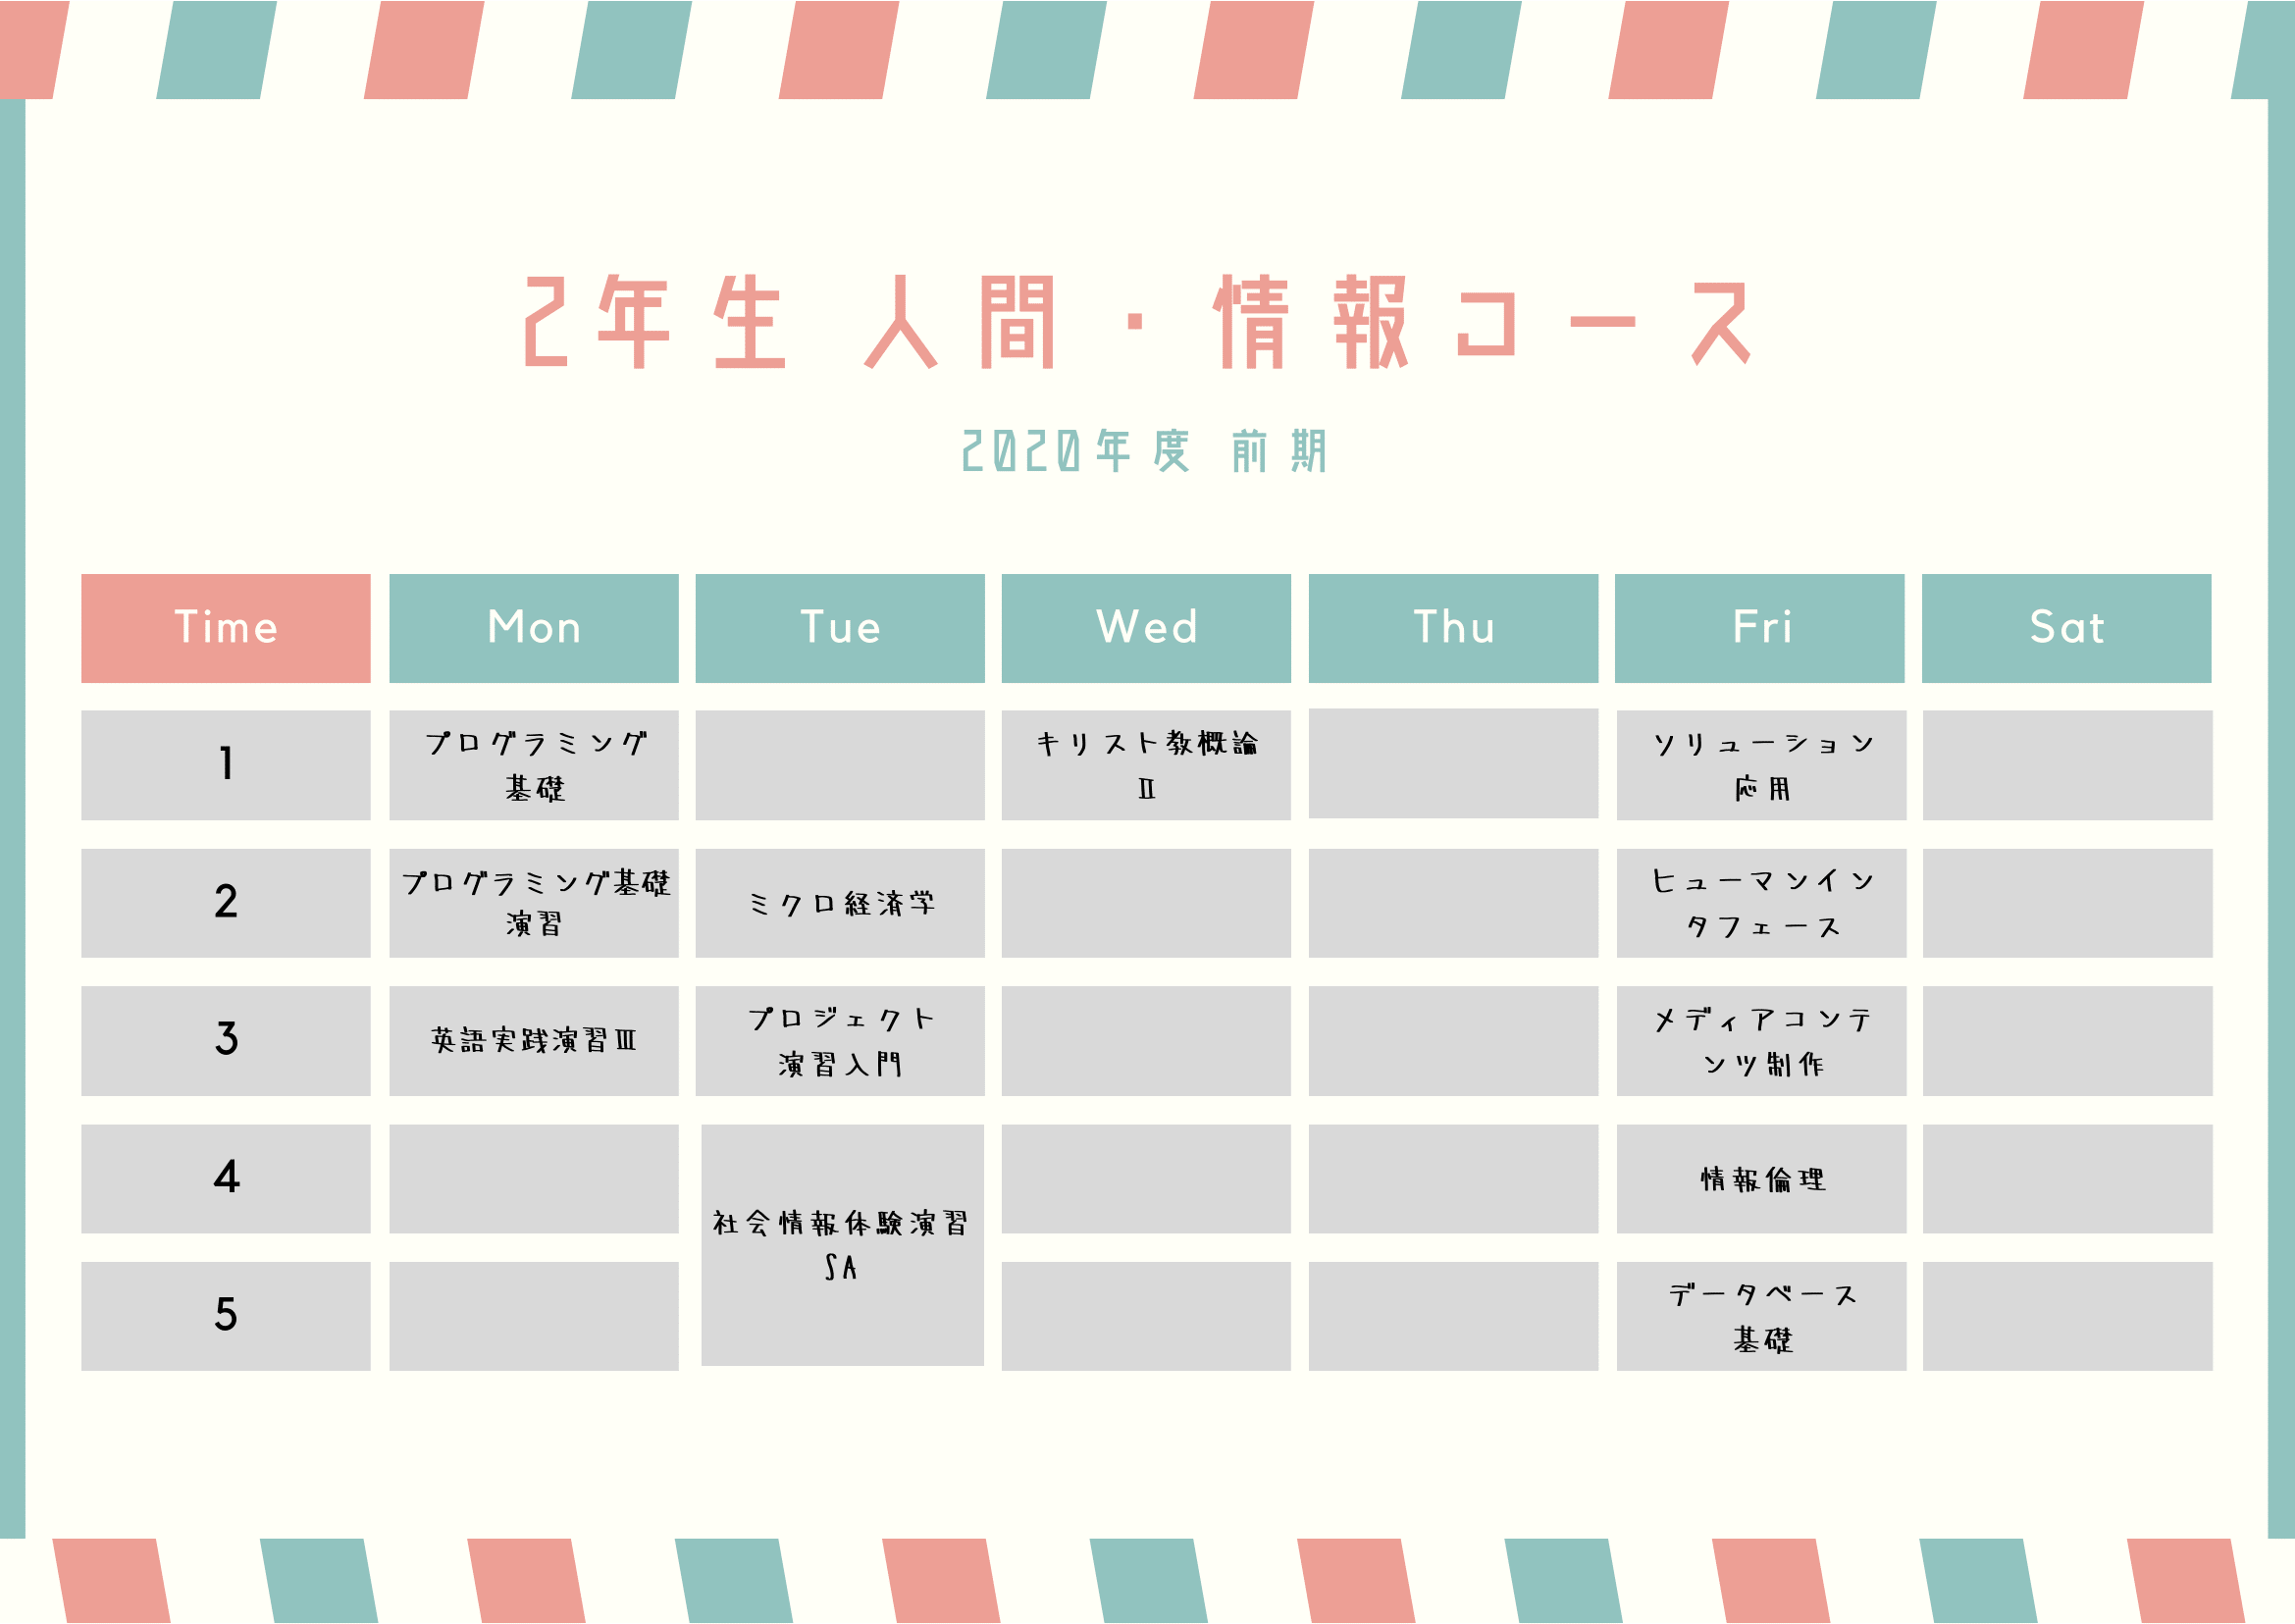 2年生 人間・情報コース
2020年度 前期
Time Mon Tue Wed Thu Fri Sat
1
プログラミング
基礎
キリスト教概論
Ⅱ
ソリューション
応用
2
プログラミング基礎
演習
ミクロ経済学
ヒューマンイン
タフェース
3
英語実践演習Ⅲ
プロジェクト
演習入門
メディアコンテ
ンツ制作
4
社会情報体験演習
SA
情報倫理
5
データベース
基礎